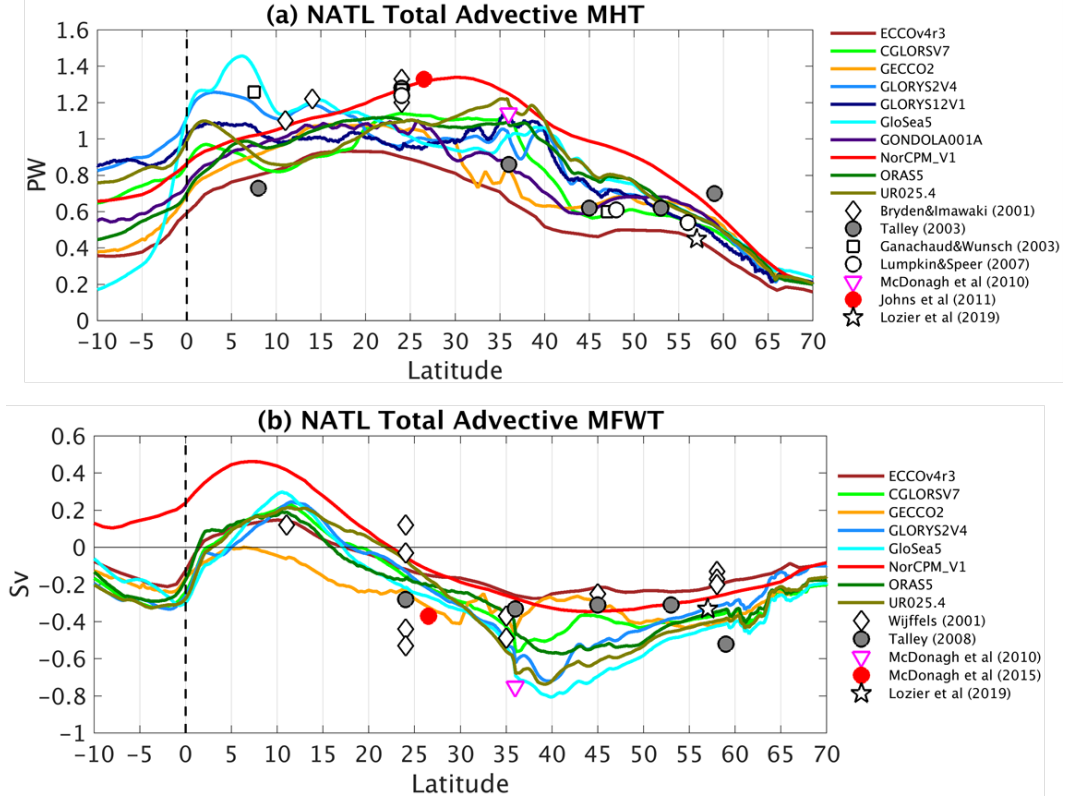 (a) NATL Total Advective MHT
PW
1.6
1.4
1.2
1
0.8
0.6
0.4
0.2
0
-10 -5 0 5 10 15 20 25 30 35 40 45 50 55 60 65 70
Latitude
ECCOv4r3
CGLORSV7
GECCO2
GLORYS2V4
GLORYS12V1
GloSea5
GONDOLA001A
NorCPM_V1
ORAS5
UR025.4
Bryden&Imawaki (2001)
Talley (2003)
Ganachaud&Wunsch (2003)
Lumpkin&Speer (2007)
McDonagh et al (2010)
Johns et al (2011)
Lozier et al (2019)
(b) NATL Total Advective MFWT
Sv
0.6
0.4
0.2
0
-0.2
-0.4
-0.6
-0.8
-1
-10 -5 0 5 10 15 20 25 30 35 40 45 50 55 60 65 70
Latitude
ECCOv4r3
CGLORSV7
GECCO2
GLORYS2V4
GloSea5
NorCPM_V1
ORAS5
UR025.4
Wijffels (2001)
Talley (2008)
McDonagh et al (2010)
McDonagh et al (2015)
Lozier et al (2019)